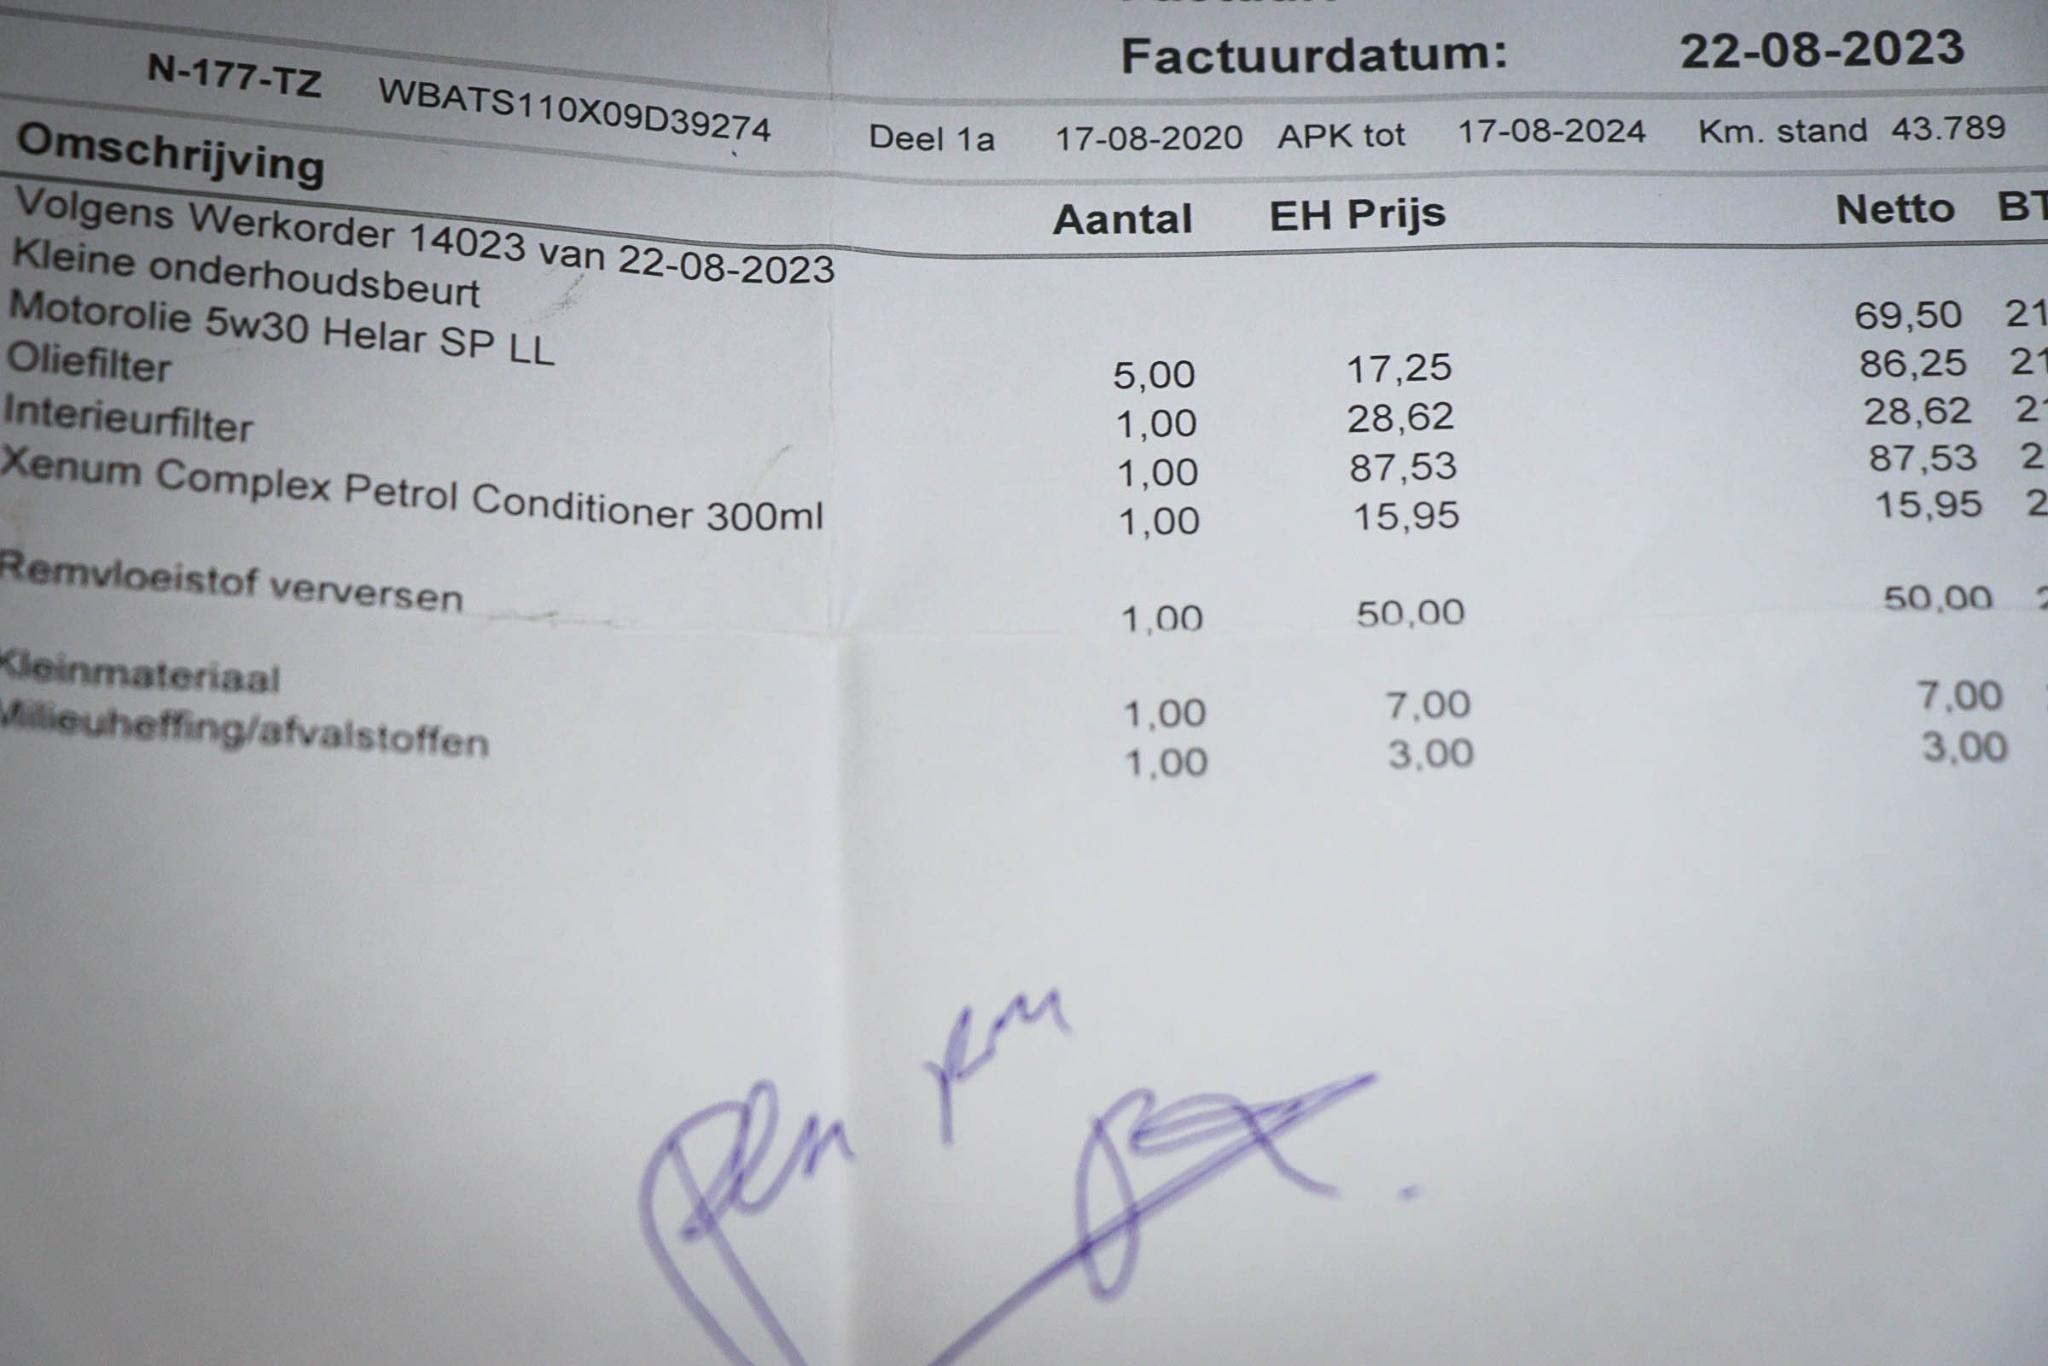 Factuurdatum: 22-08-2023
N-177-TZ WBATS110X09D39274 Deel 1a 17-08-2020 APK tot 17-08-2024 Km. stand 43.789
Omschrijving Aantal EH Prijs Netto BT
Volgens Werkorder 14023 van 22-08-2023
Kleine onderhoudsbeurt 69,50 21
Motorolie 5w30 Helar SP LL 5,00 17,25 86,25 21
Oliefilter 1,00 28,62 28,62 2
Interieurfilter 1,00 87,53 87,53 2
Xenum Complex Petrol Conditioner 300ml 1,00 15,95 15,95 2
Remvloeistof verversen 1,00 50,00 50,00 2
Kleinmateriaal 1,00 7,00 7,00
Milieuheffing/afvalstoffen 1,00 3,00 3,00